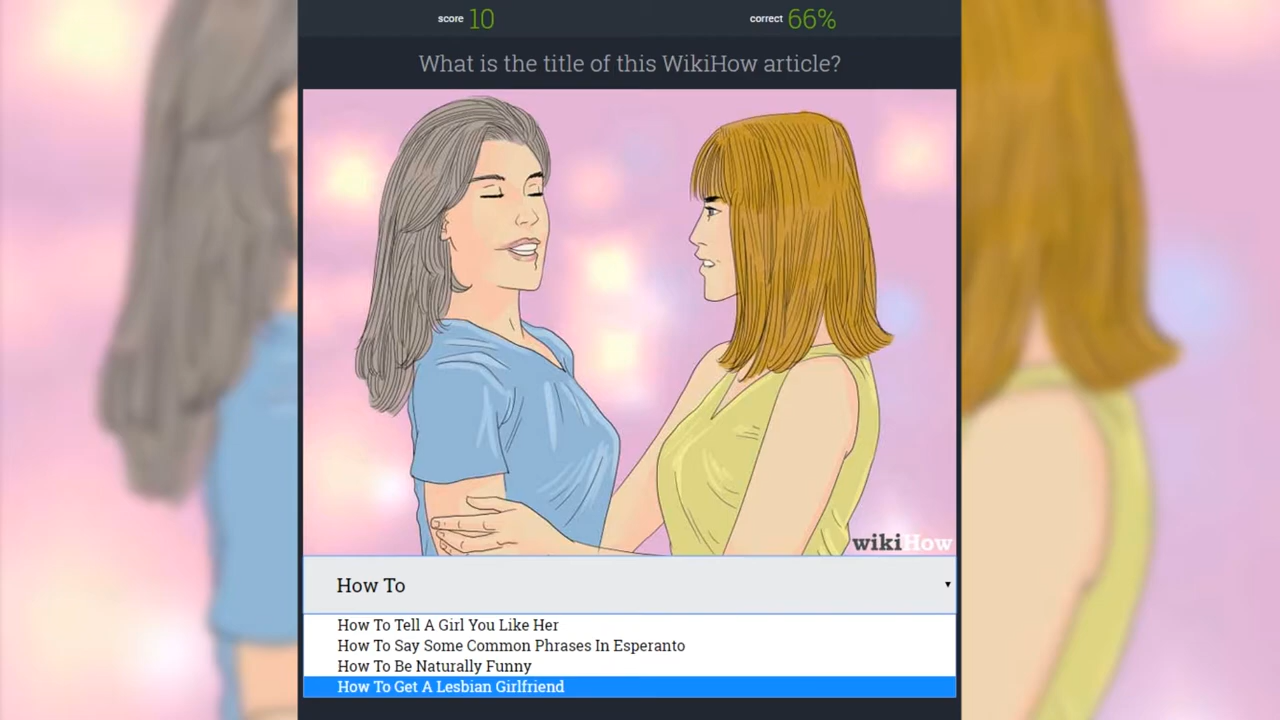 score 10
correct 66%
What is the title of this WikiHow article?
wikiHow
How To
How To Tell A Girl You Like Her
How To Say Some Common Phrases In Esperanto
How To Be Naturally Funny
How To Get A Lesbian Girlfriend